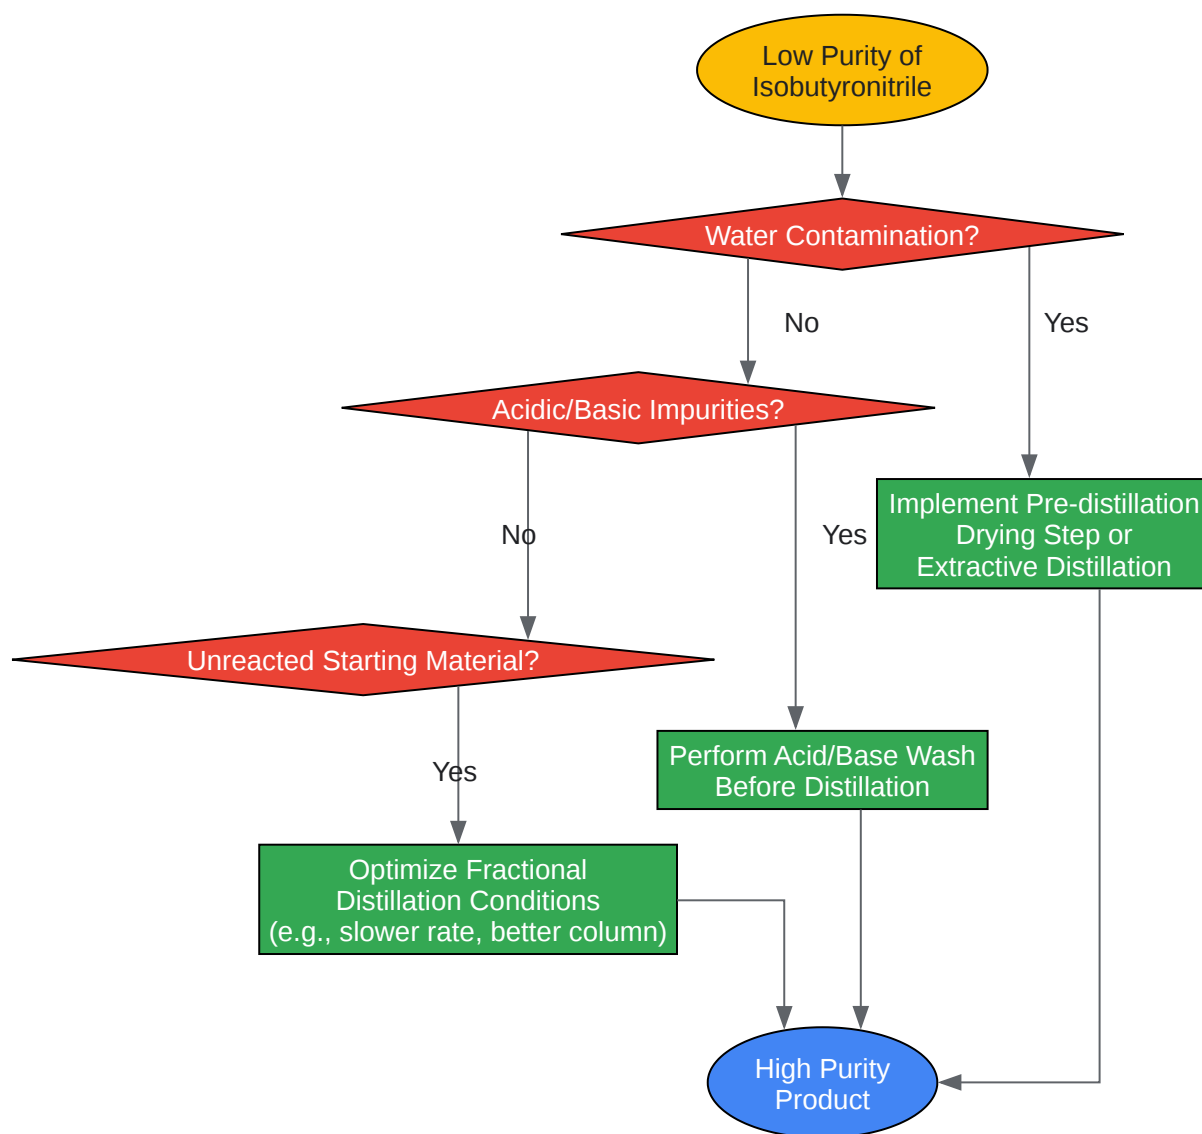 Low Purity of
Isobutyronitrile
Water Contamination?
No
Yes
Acidic/Basic Impurities?
Implement Pre-distillation
Drying Step or
Extractive Distillation
No
Yes
Unreacted Starting Material?
Perform Acid/Base Wash
Before Distillation
Yes
Optimize Fractional
Distillation Conditions
(e.g., slower rate, better column)
High Purity
Product